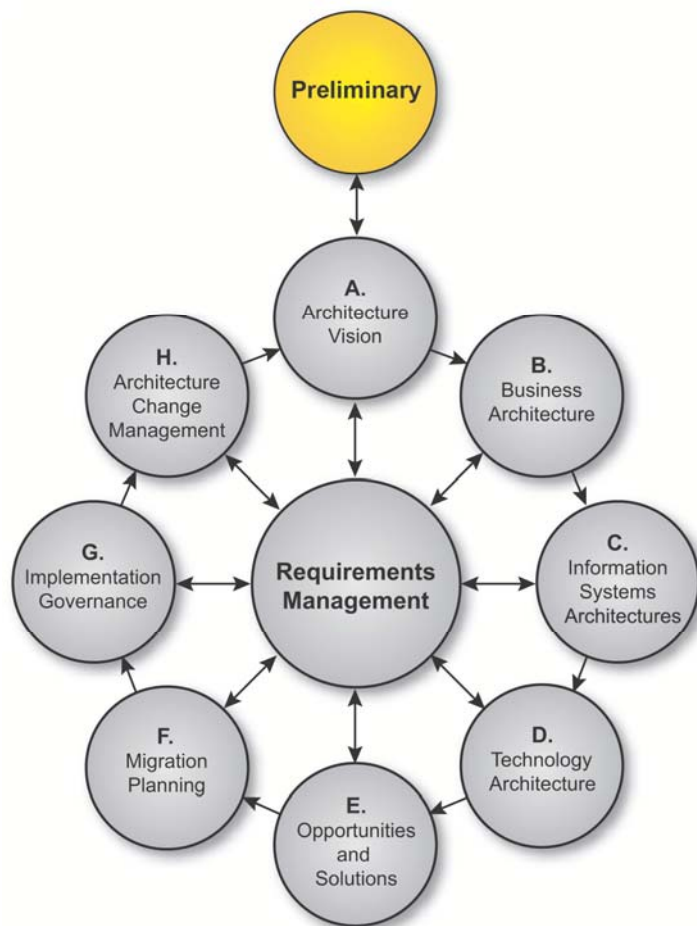 Preliminary
A.
Architecture
Vision
B.
Business
Architecture
C.
Information
Systems
Architectures
D.
Technology
Architecture
E.
Opportunities
and
Solutions
F.
Migration
Planning
G.
Implementation
Governance
H.
Architecture
Change
Management
Requirements
Management